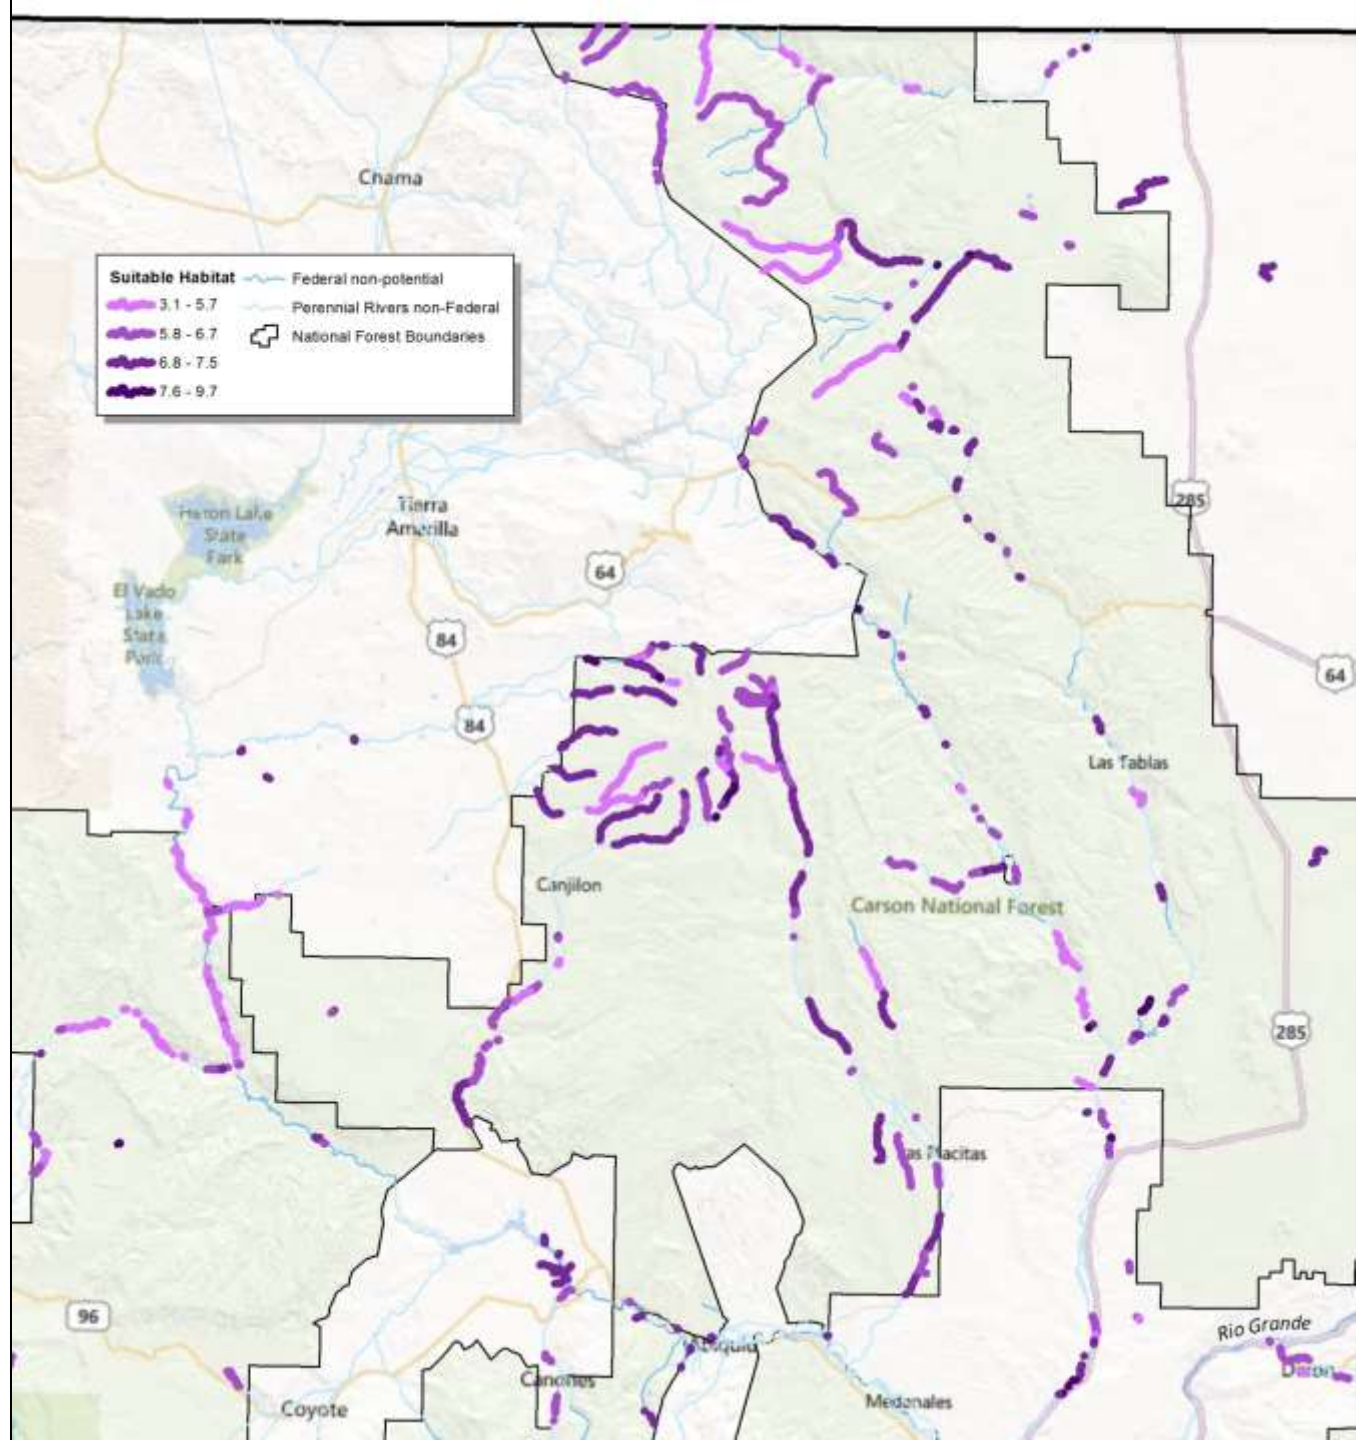 Chama
Suitable Habitat
Federal non-potential
3.1 - 5.7
Perennial Rivers non-Federal
5.8 - 6.7
National Forest Boundaries
6.8 - 7.5
7.6 - 9.7
285
Heron Lake
State
Park
Tierra
Amarilla
64
El Vado
Lake
State
Park
84
64
84
Las Tablas
Canjilon
Carson National Forest
285
Las Placitas
96
Rio Grande
Abiquiu
Canones
Coyote
Medanales